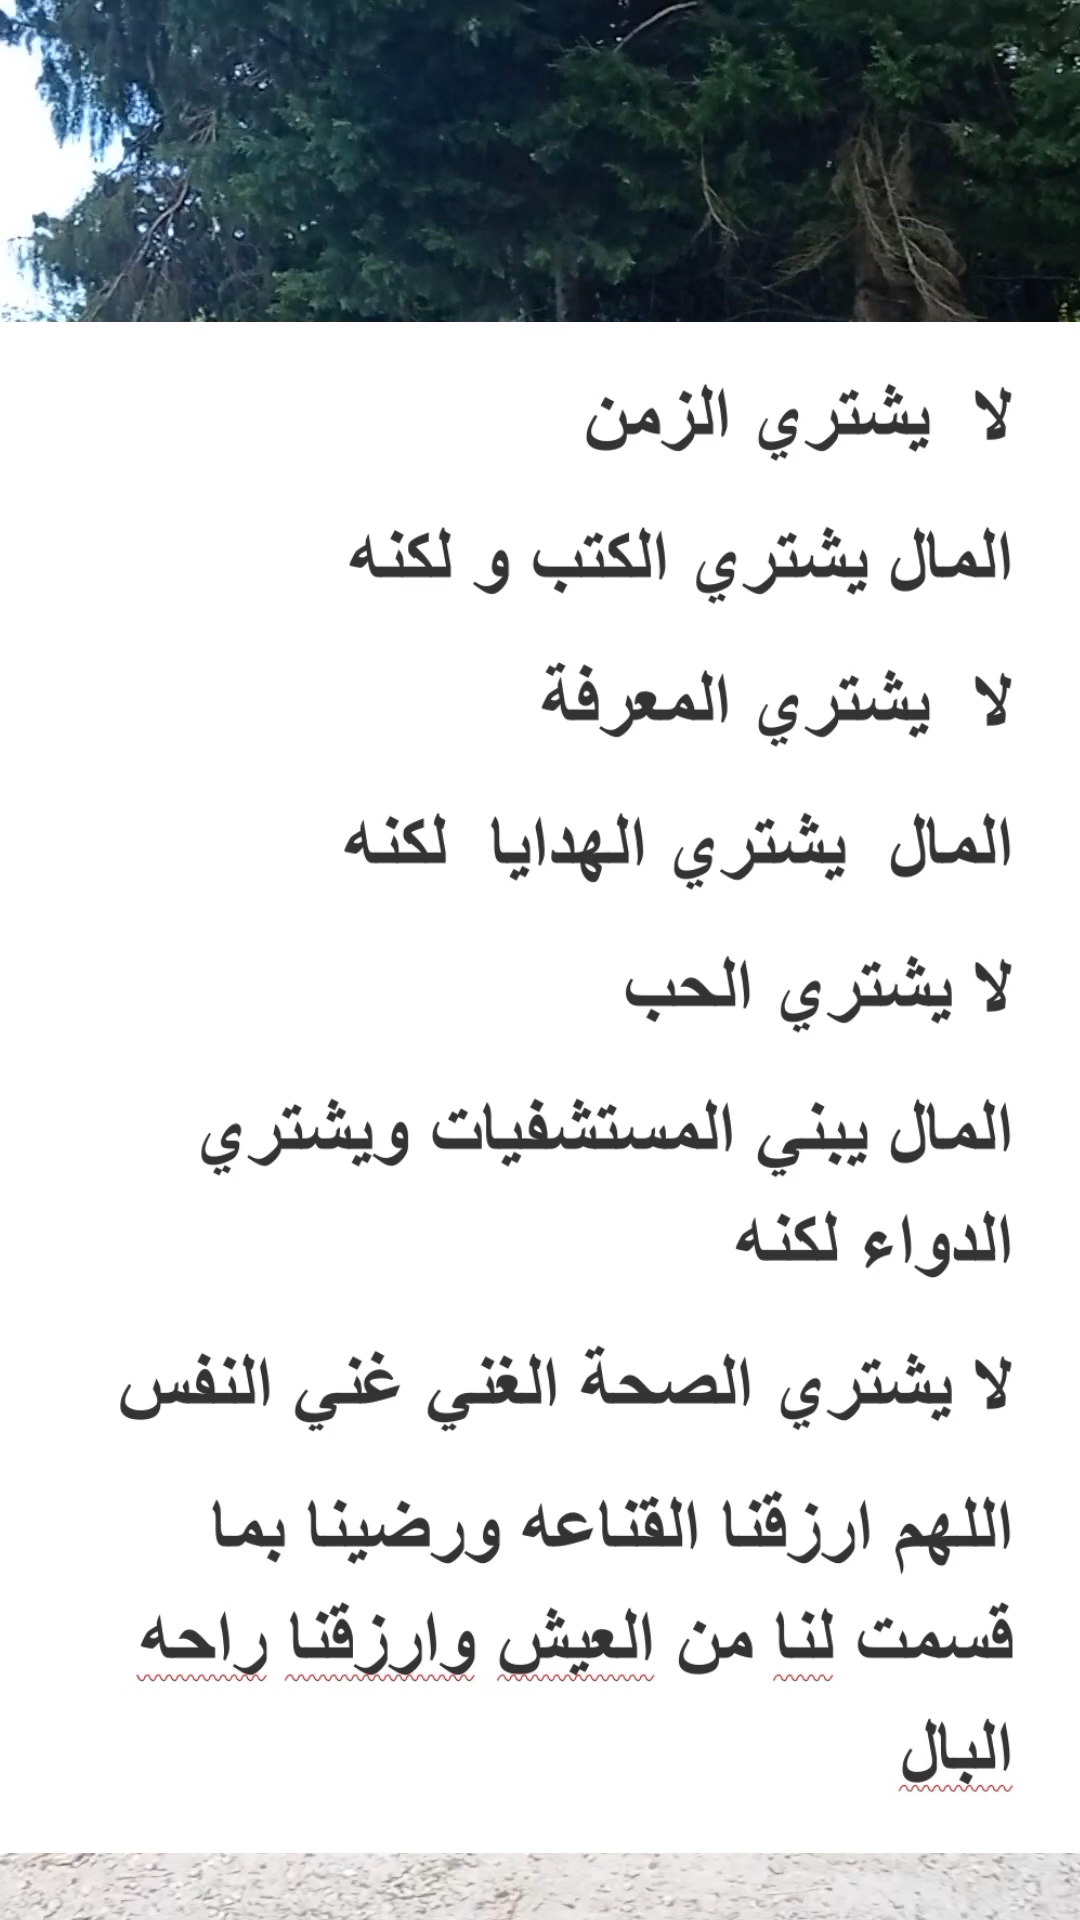 لا يشتري الزمن
المال يشتري الكتب و لكنه
لا يشتري المعرفة
المال يشتري الهدايا لكنه
لا يشتري الحب
المال يبني المستشفيات ويشتري
الدواء لكنه
لا يشتري الصحة الغني غني النفس
اللهم ارزقنا القناعه ورضينا بما
قسمت لنا من العيش وارزقنا راحه
البال